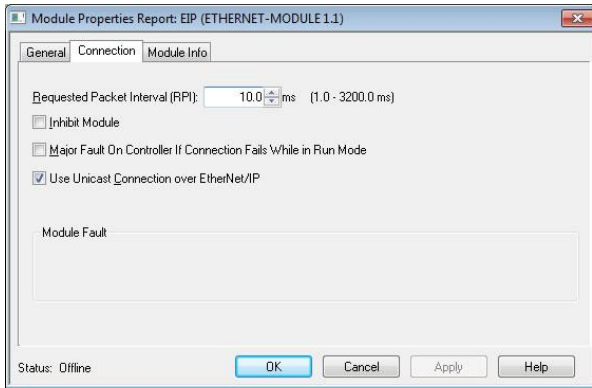 Module Properties Report: EIP (ETHERNET-MODULE 1.1)
General Connection Module Info
Requested Packet Interval (RPI): 10.0 ms (1.0 - 3200.0 ms)
Inhibit Module
Major Fault On Controller If Connection Fails While in Run Mode
Use Unicast Connection over EtherNet/IP
Module Fault
Status: Offline OK Cancel Apply Help